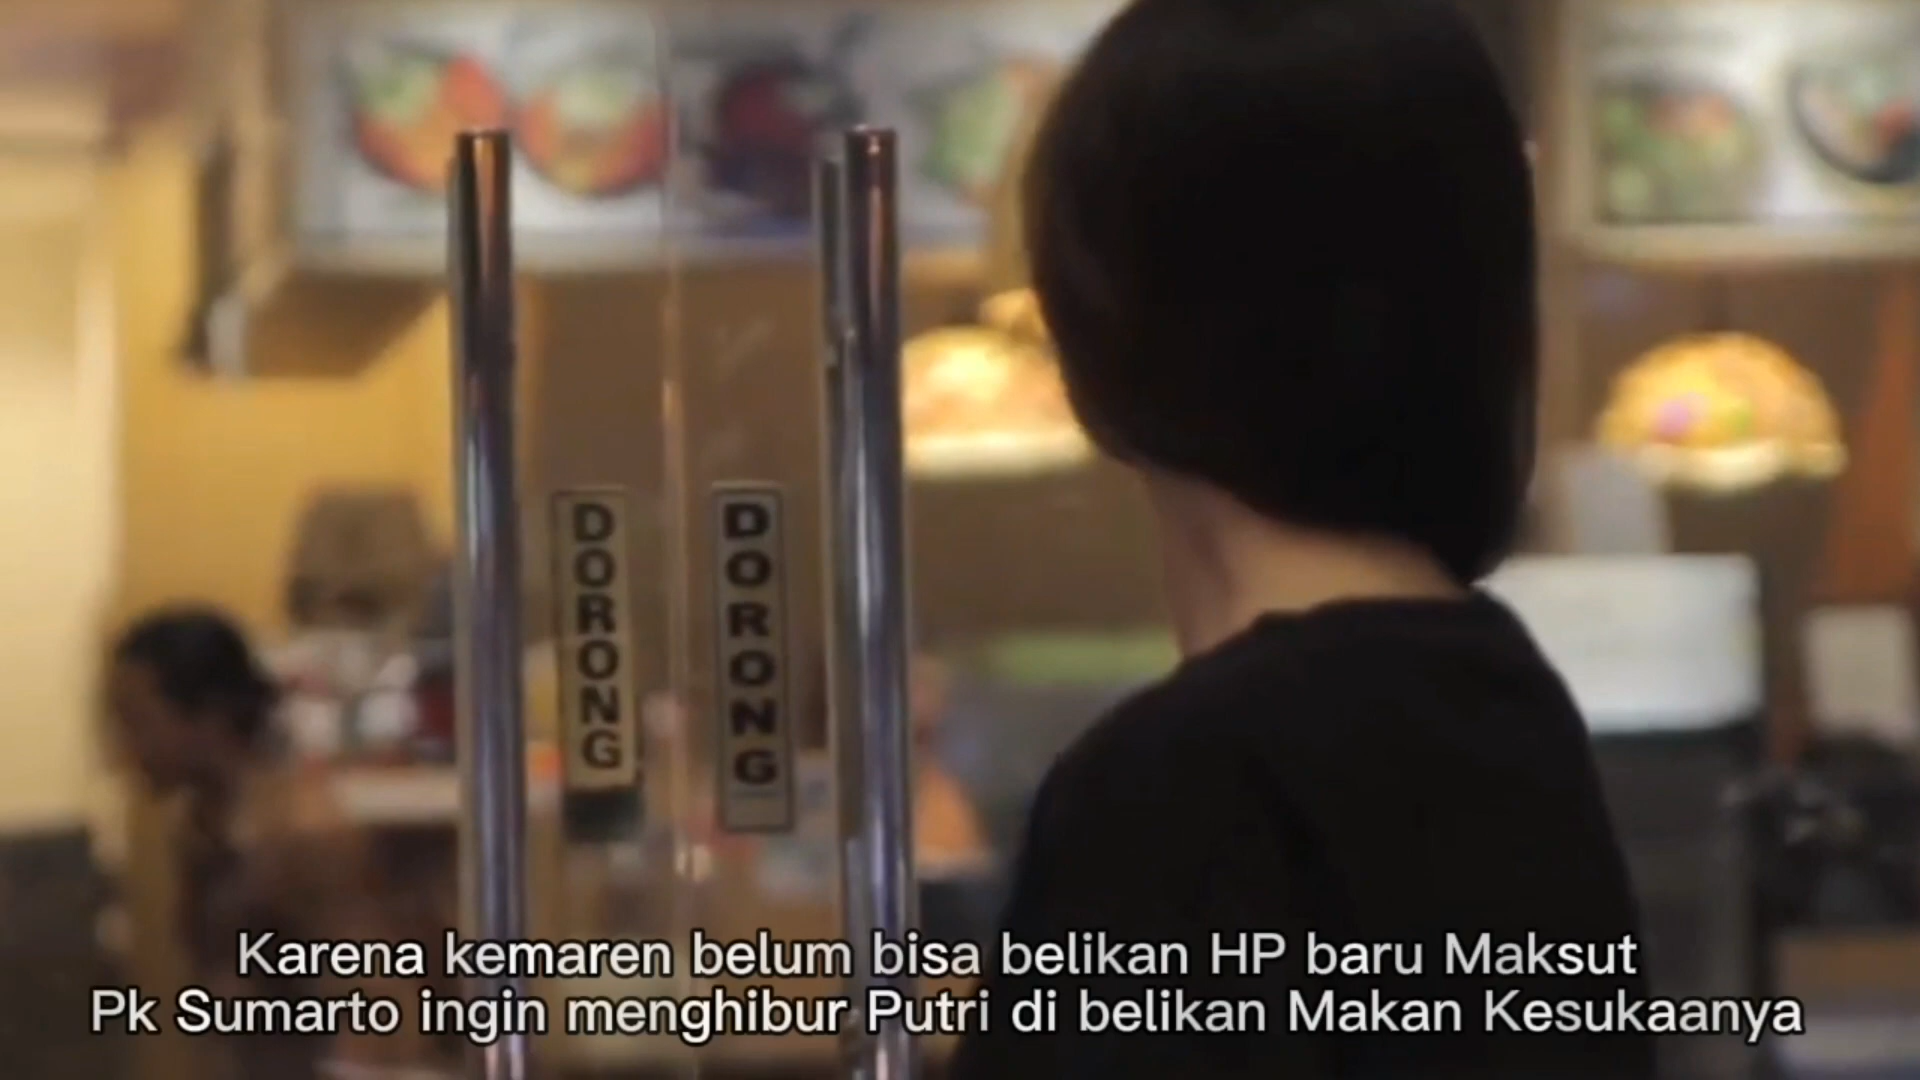 DORONG
DORONG
Karena kemaren belum bisa belikan HP baru Maksut
Pk Sumarto ingin menghibur Putri di belikan Makan Kesukaanya